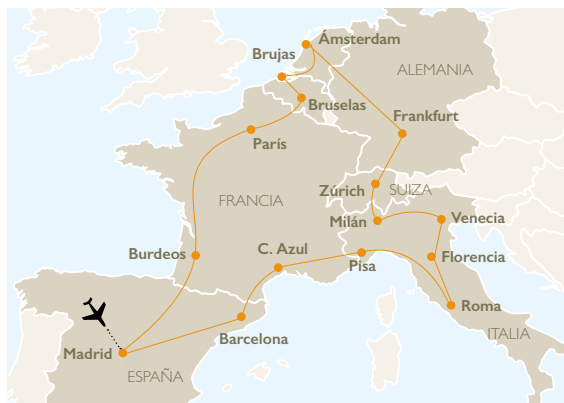 Ámsterdam
Brujas
ALEMANIA
Bruselas
Frankfurt
París
Zúrich
SUIZA
FRANCIA
Milán
Venecia
Burdeos
C. Azul
Pisa
Florencia
Roma
Barcelona
ITALIA
Madrid
ESPAÑA